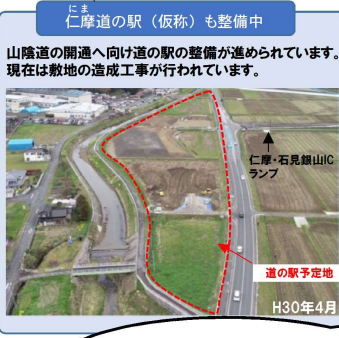 にま
仁摩道の駅（仮称）も整備中
山陰道の開通へ向け道の駅の整備が進められています。
現在は敷地の造成工事が行われています。
仁摩・石見銀山IC
ランプ
道の駅予定地
H30年4月